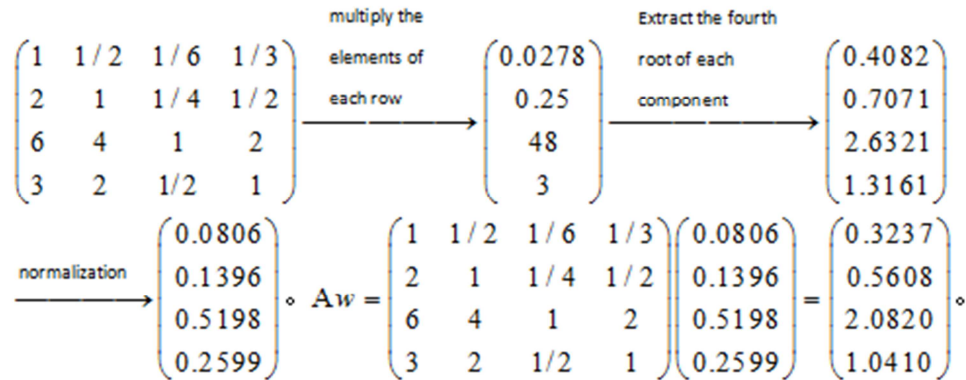 multiply the Extract the fourth
(1 1/2 1/6 1/3) elements of (0.0278) root of each (0.4082)
2 1 1/4 1/2 each row 0.25 component 0.7071
6 4 1 2 48 2.6321
3 2 1/2 1 3 1.3161
(0.0806) (1 1/2 1/6 1/3)(0.0806) (0.3237)
normalization 0.1396 2 1 1/4 1/2 0.1396 0.5608
0.5198 。 Aw = 6 4 1 2 0.5198 = 2.0820 。
0.2599 3 2 1/2 1 0.2599 1.0410